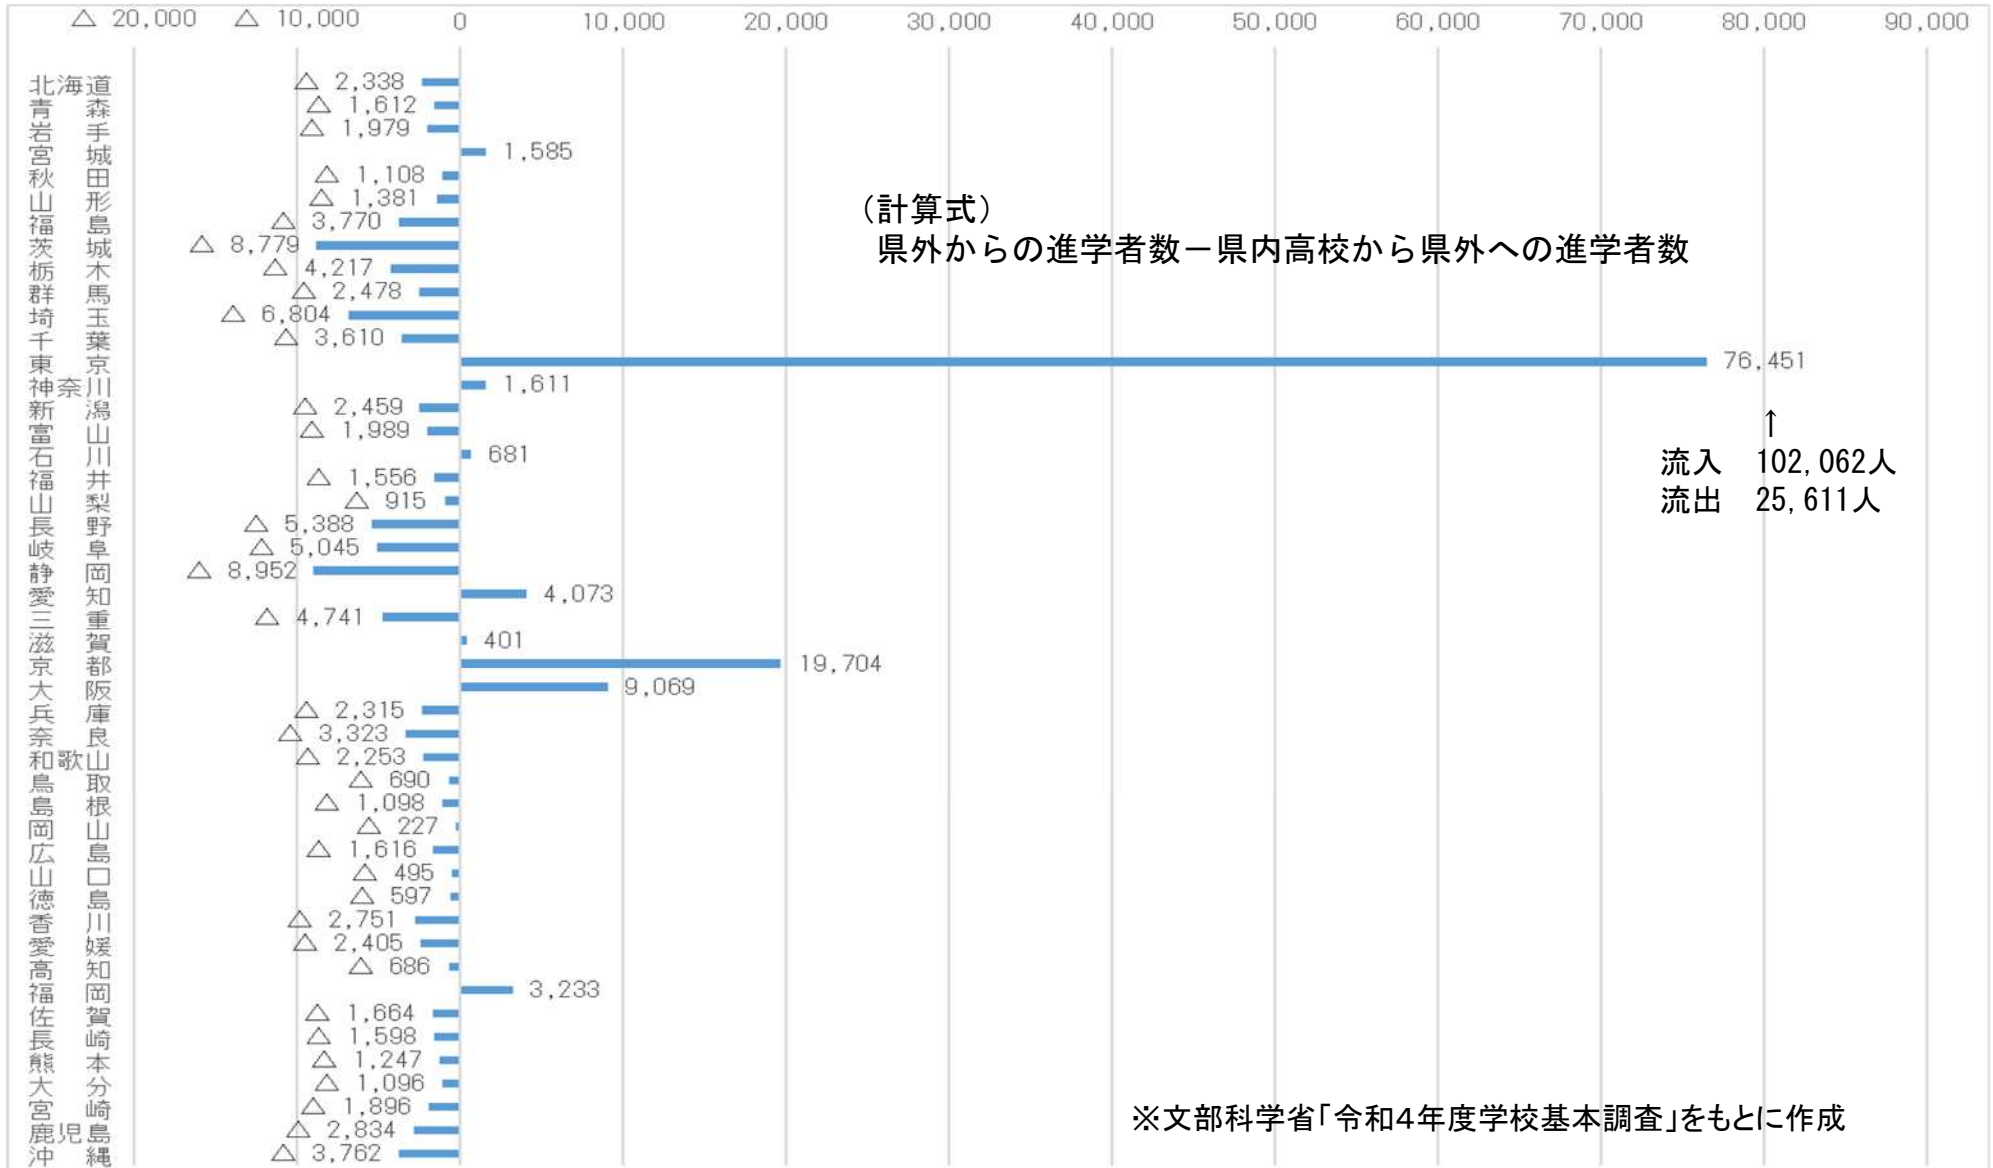 △ 20,000 △ 10,000 0 10,000 20,000 30,000 40,000 50,000 60,000 70,000 80,000 90,000
北海道 △ 2,338
青森 △ 1,612
岩手 △ 1,979
宮城 1,585
秋田 △ 1,108
山形 △ 1,381
福島 △ 3,770
茨城 △ 8,779
栃木 △ 4,217
群馬 △ 2,478
埼玉 △ 6,804
千葉 △ 3,610
東京 76,451
神奈川 1,611
新潟 △ 2,459
富山 △ 1,989
石川 681
福井 △ 1,556
山梨 △ 915
長野 △ 5,388
岐阜 △ 5,045
静岡 △ 8,952
愛知 4,073
三重 △ 4,741
滋賀 401
京都 19,704
大阪 9,069
兵庫 △ 2,315
奈良 △ 3,323
和歌山 △ 2,253
鳥取 △ 690
島根 △ 1,098
岡山 △ 227
広島 △ 1,616
山口 △ 495
徳島 △ 597
香川 △ 2,751
愛媛 △ 2,405
高知 △ 686
福岡 3,233
佐賀 △ 1,664
長崎 △ 1,598
熊本 △ 1,247
大分 △ 1,096
宮崎 △ 1,896
鹿児島 △ 2,834
沖縄 △ 3,762
（計算式）
県外からの進学者数－県内高校から県外への進学者数
↑
流入 102,062人
流出 25,611人
※文部科学省「令和4年度学校基本調査」をもとに作成